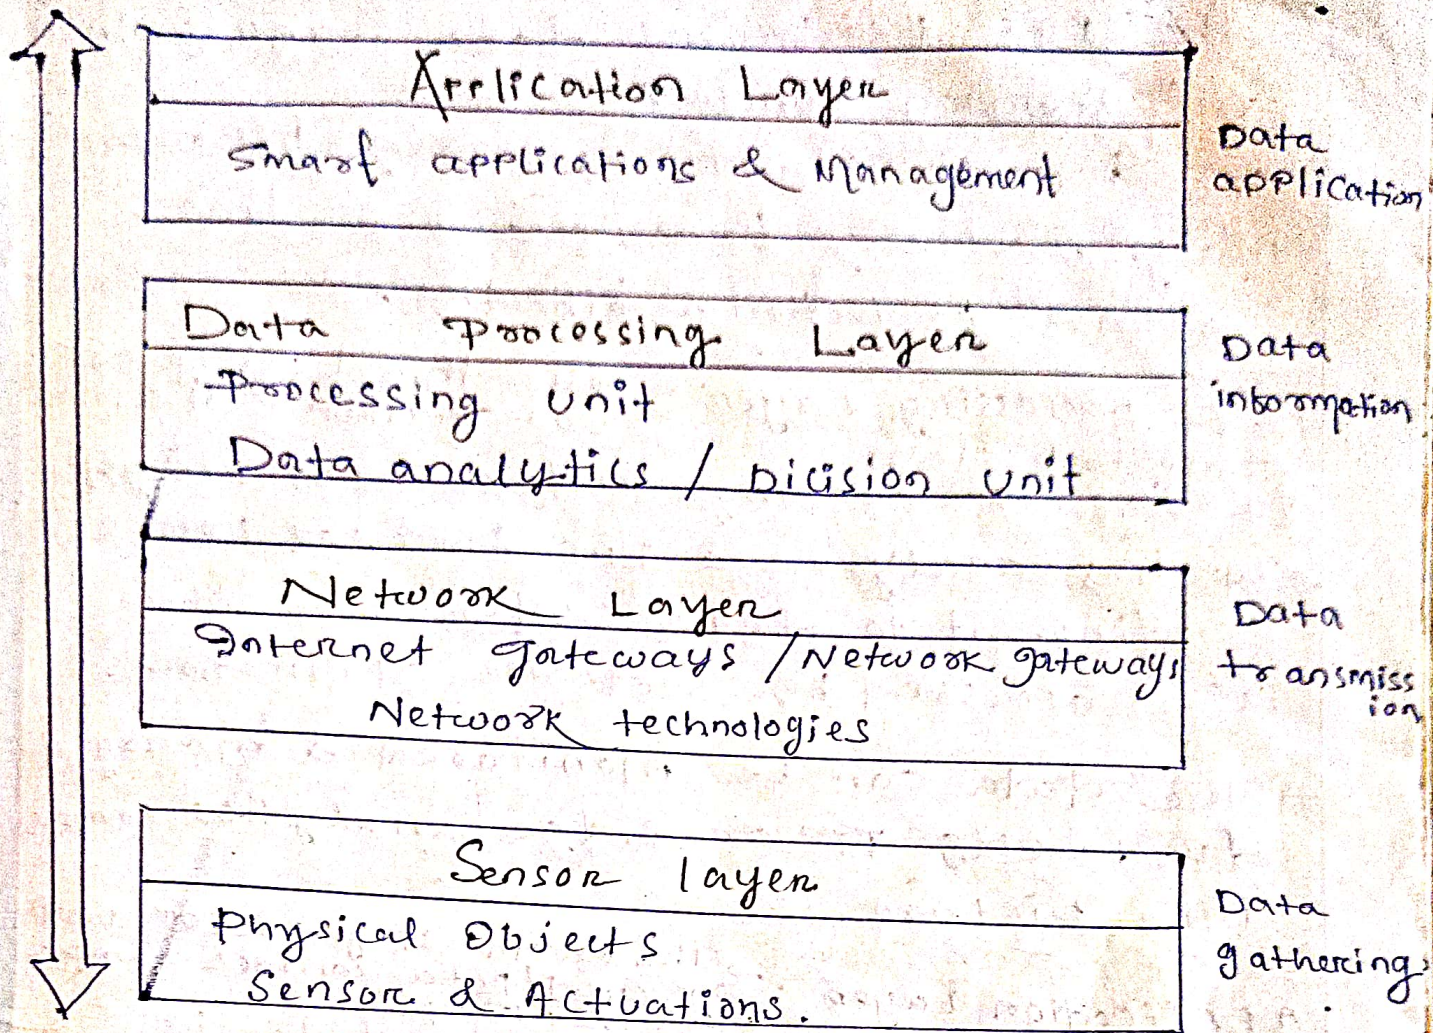 Application Layer
Smart applications & Management
Data
application
Data Processing Layer
Processing unit
Data analytics / Dicision unit
Data
information
Network Layer
Internet gateways / Network gateways
Network technologies
Data
transmiss
ion
Sensor layer
Physical Objects
Sensor & Actuations.
Data
gathering